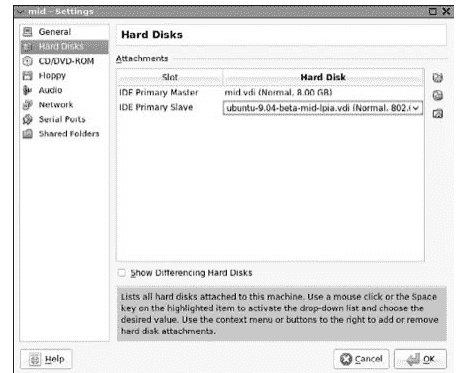 mid - Settings
General
Hard Disks
CD/DVD-ROM
Floppy
Audio
Network
Serial Ports
Shared Folders
Hard Disks
Attachments
Slot Hard Disk
IDE Primary Master mid.vdi (Normal, 8.00 GB)
IDE Primary Slave ubuntu-9.04-beta-mid-lpia.vdi (Normal, 802.
Show Differencing Hard Disks
Lists all hard disks attached to this machine. Use a mouse click or the Space
key on the highlighted item to activate the drop-down list and choose the
desired value. Use the context menu or buttons to the right to add or remove
hard disk attachments.
Help
Cancel
OK